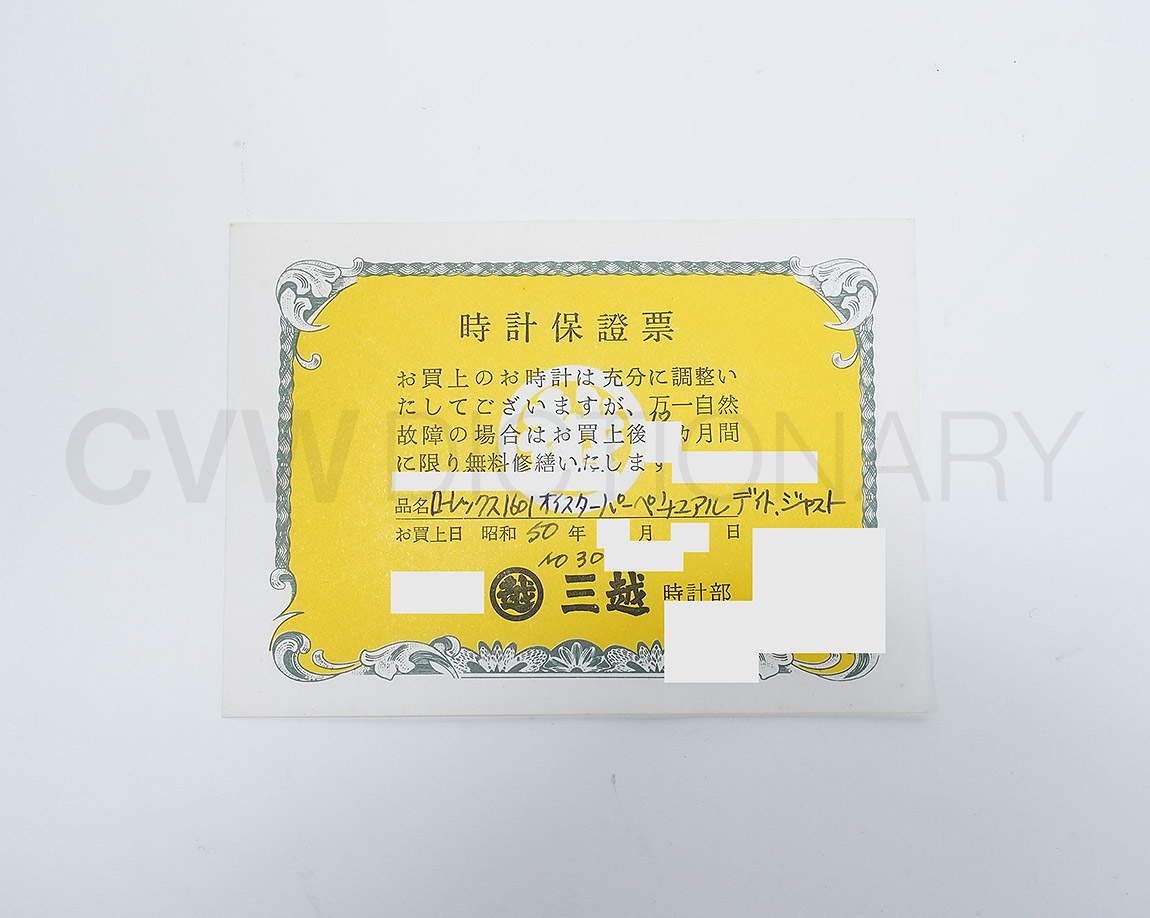 時計保證票
お買上のお時計は充分に調整い
たしてございますが、万一自然
故障の場合はお買上後 カ月間
に限り無料修繕いたします
品名 ローレックス1601 オイスターパーペチュアル デイト、ジャスト
お買上日 昭和 50 年 月 日
NO 30
越 三越 時計部
CVW DICTIONARY